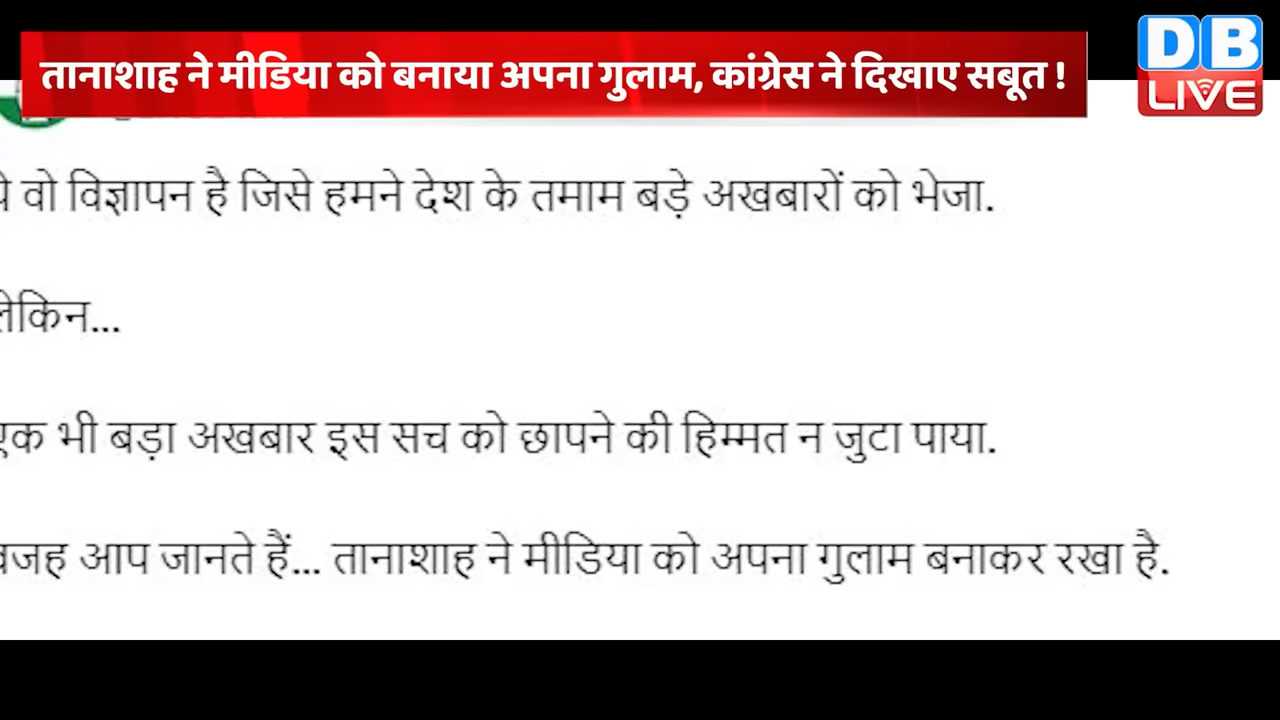 तानाशाह ने मीडिया को बनाया अपना गुलाम, कांग्रेस ने दिखाए सबूत !
DB
LIVE
वो विज्ञापन है जिसे हमने देश के तमाम बड़े अखबारों को भेजा.
लेकिन...
एक भी बड़ा अखबार इस सच को छापने की हिम्मत न जुटा पाया.
वजह आप जानते हैं... तानाशाह ने मीडिया को अपना गुलाम बनाकर रखा है.